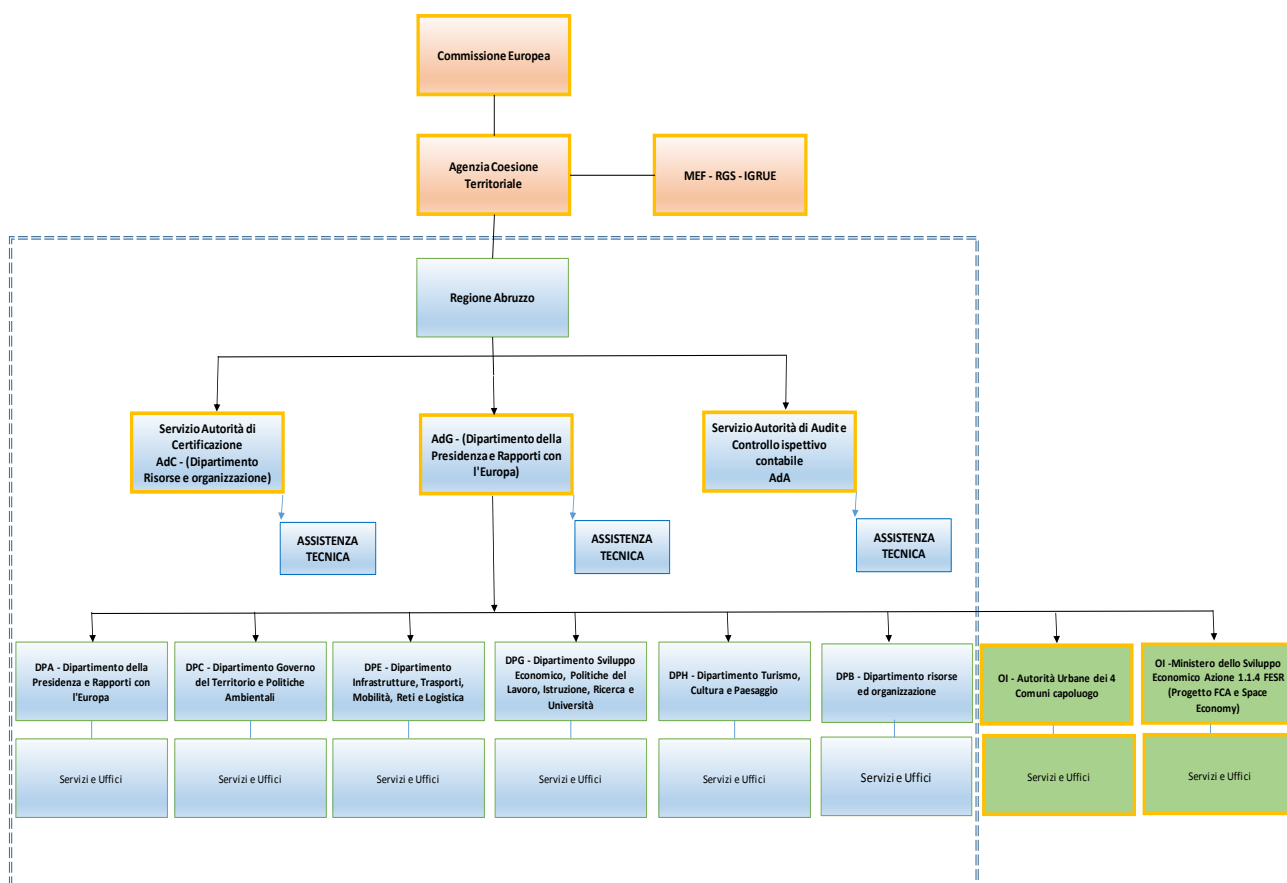 Commissione Europea
Agenzia Coesione
Territoriale
MEF - RGS - IGRUE
Regione Abruzzo
Servizio Autorità di
Certificazione
AdC - (Dipartimento
Risorse e organizzazione)
AdG - (Dipartimento della
Presidenza e Rapporti con
l'Europa)
Servizio Autorità di Audit e
Controllo ispettivo
contabile
AdA
ASSISTENZA
TECNICA
ASSISTENZA
TECNICA
ASSISTENZA
TECNICA
DPA - Dipartimento della
Presidenza e Rapporti con
l'Europa
DPC - Dipartimento Governo
del Territorio e Politiche
Ambientali
DPE - Dipartimento
Infrastrutture, Trasporti,
Mobilità, Reti e Logistica
DPG - Dipartimento Sviluppo
Economico, Politiche del
Lavoro, Istruzione, Ricerca e
Università
DPH - Dipartimento Turismo,
Cultura e Paesaggio
DPB - Dipartimento risorse
ed organizzazione
OI - Autorità Urbane dei 4
Comuni capoluogo
OI -Ministero dello Sviluppo
Economico Azione 1.1.4 FESR
(Progetto FCA e Space
Economy)
Servizi e Uffici
Servizi e Uffici
Servizi e Uffici
Servizi e Uffici
Servizi e Uffici
Servizi e Uffici
Servizi e Uffici
Servizi e Uffici